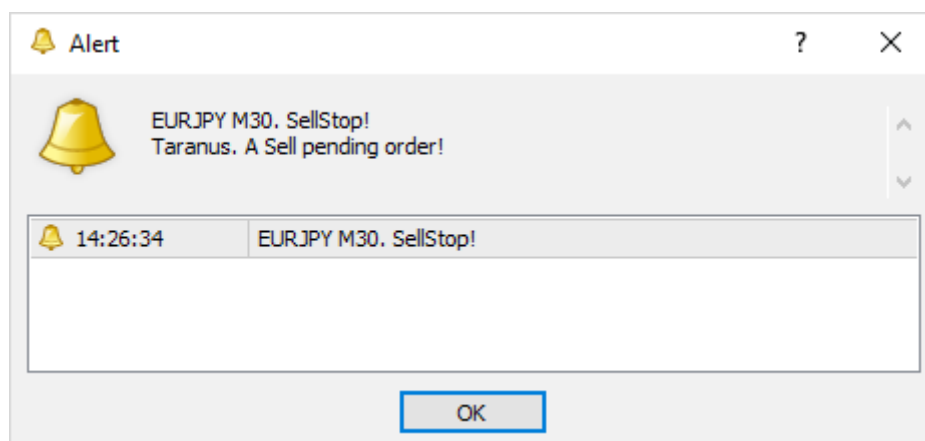 Alert
?
EURJPY M30. SellStop!
Taranus. A Sell pending order!
14:26:34 EURJPY M30. SellStop!
OK